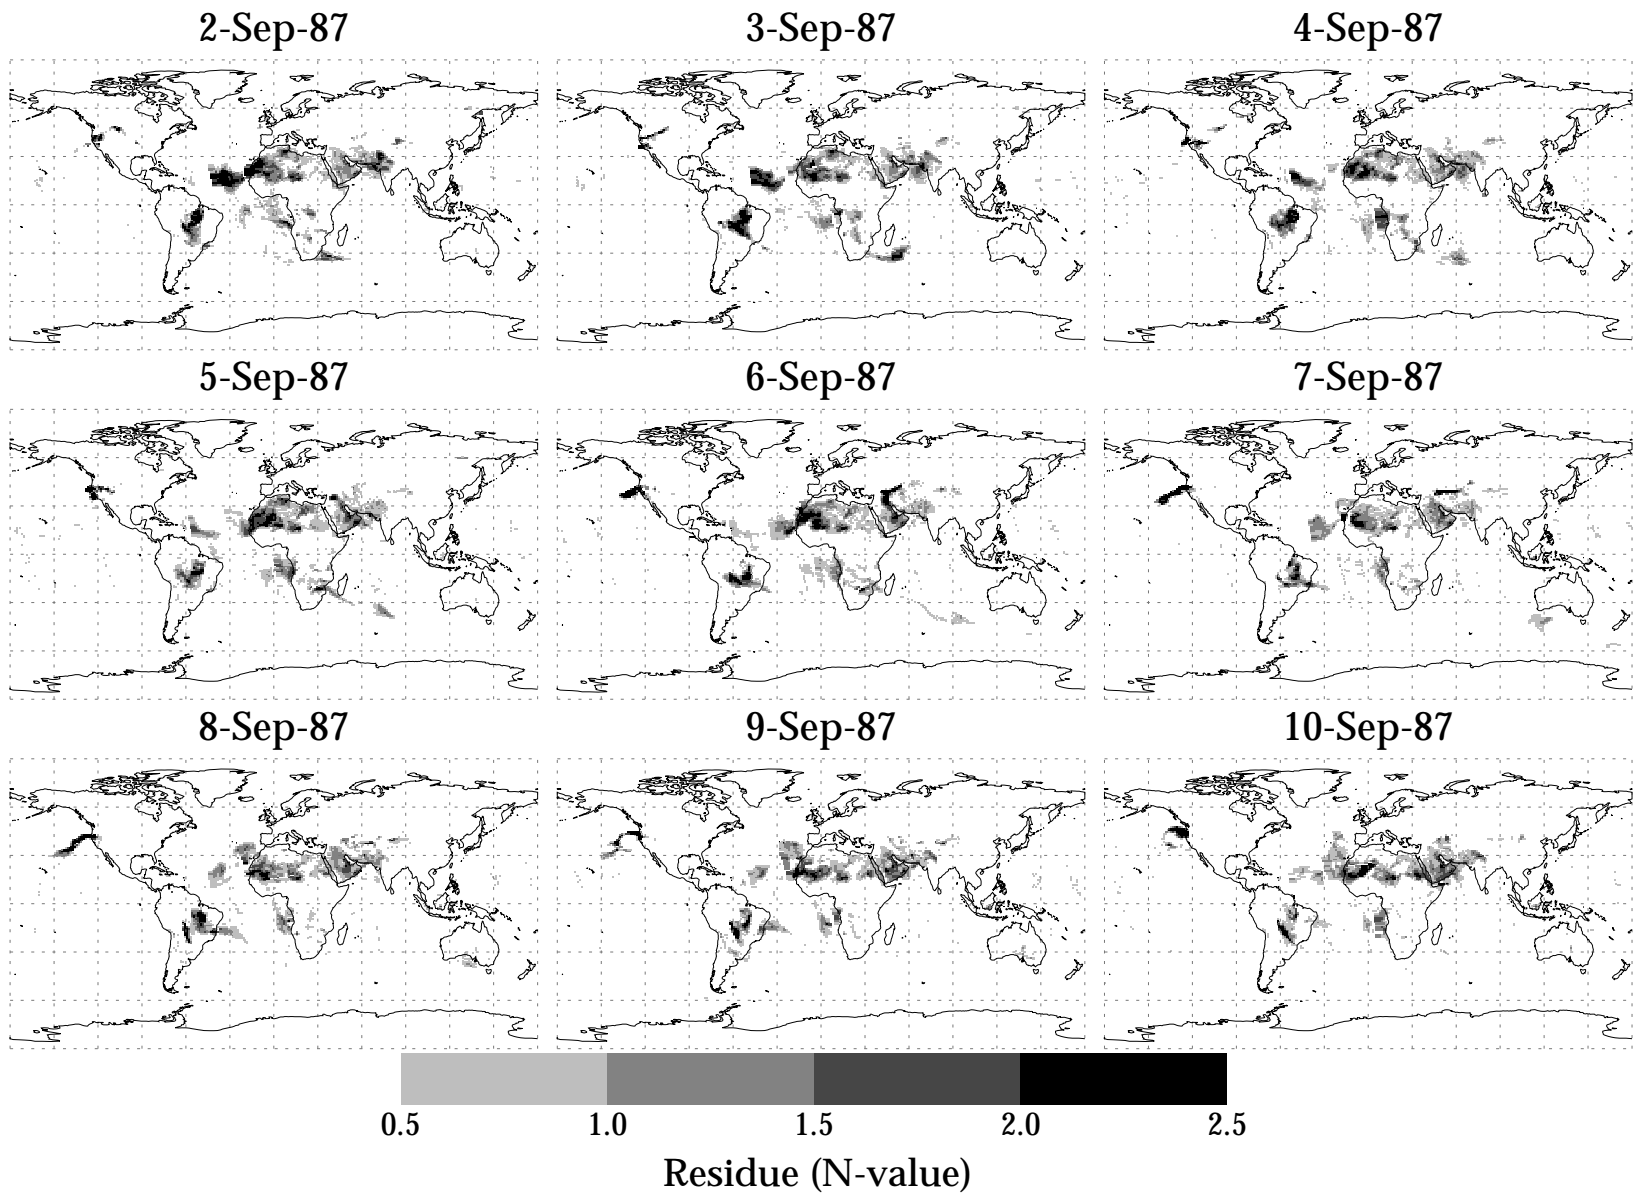 2-Sep-87 3-Sep-87 4-Sep-87
5-Sep-87 6-Sep-87 7-Sep-87
8-Sep-87 9-Sep-87 10-Sep-87
0.5 1.0 1.5 2.0 2.5
Residue (N-value)